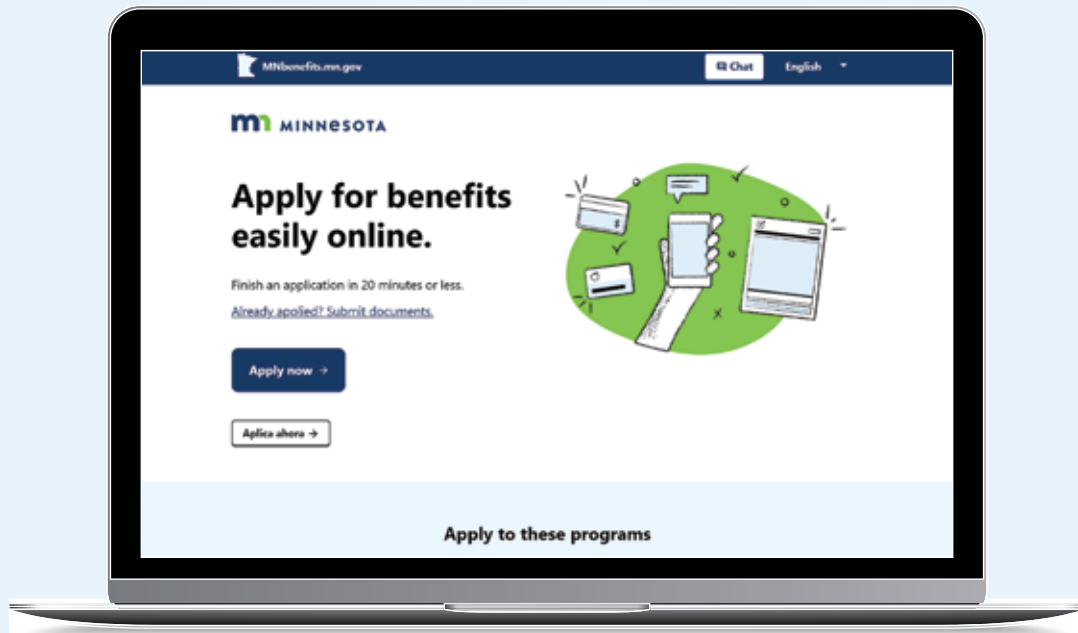 MNbenefits.mn.gov
Chat
English
mn MINNESOTA
Apply for benefits
easily online.
Finish an application in 20 minutes or less.
Already applied? Submit documents.
Apply now →
Aplica ahora →
Apply to these programs